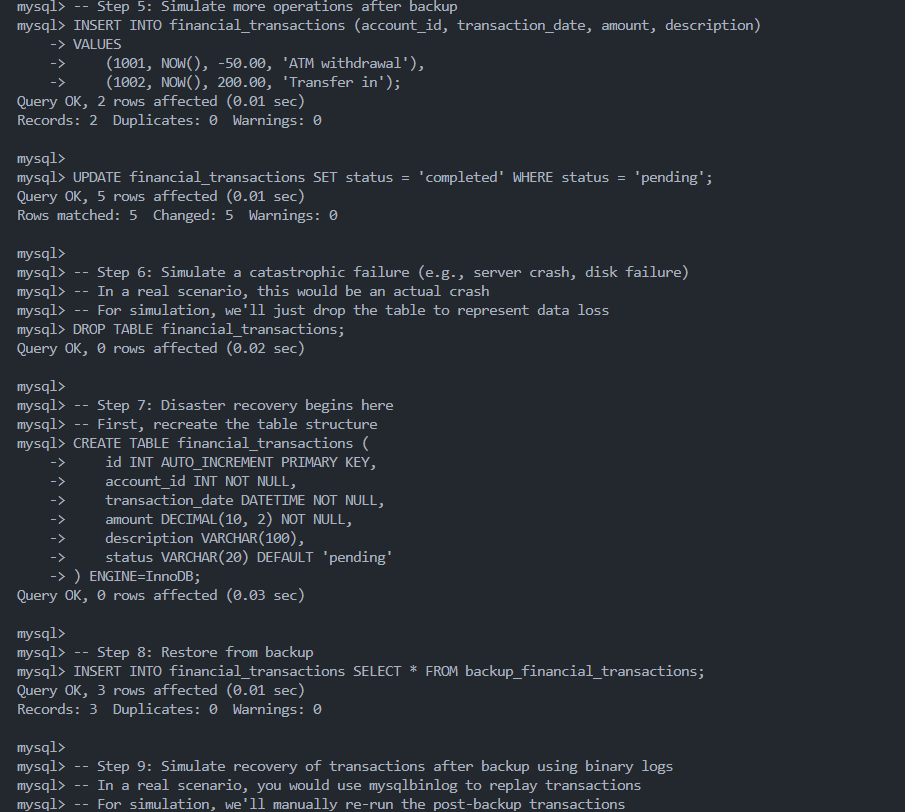 mysql> -- Step 5: Simulate more operations after backup
mysql> INSERT INTO financial_transactions (account_id, transaction_date, amount, description)
    -> VALUES
    ->     (1001, NOW(), -50.00, 'ATM withdrawal'),
    ->     (1002, NOW(), 200.00, 'Transfer in');
Query OK, 2 rows affected (0.01 sec)
Records: 2  Duplicates: 0  Warnings: 0

mysql>
mysql> UPDATE financial_transactions SET status = 'completed' WHERE status = 'pending';
Query OK, 5 rows affected (0.01 sec)
Rows matched: 5  Changed: 5  Warnings: 0

mysql>
mysql> -- Step 6: Simulate a catastrophic failure (e.g., server crash, disk failure)
mysql> -- In a real scenario, this would be an actual crash
mysql> -- For simulation, we'll just drop the table to represent data loss
mysql> DROP TABLE financial_transactions;
Query OK, 0 rows affected (0.02 sec)

mysql>
mysql> -- Step 7: Disaster recovery begins here
mysql> -- First, recreate the table structure
mysql> CREATE TABLE financial_transactions (
    ->     id INT AUTO_INCREMENT PRIMARY KEY,
    ->     account_id INT NOT NULL,
    ->     transaction_date DATETIME NOT NULL,
    ->     amount DECIMAL(10, 2) NOT NULL,
    ->     description VARCHAR(100),
    ->     status VARCHAR(20) DEFAULT 'pending'
    -> ) ENGINE=InnoDB;
Query OK, 0 rows affected (0.03 sec)

mysql>
mysql> -- Step 8: Restore from backup
mysql> INSERT INTO financial_transactions SELECT * FROM backup_financial_transactions;
Query OK, 3 rows affected (0.01 sec)
Records: 3  Duplicates: 0  Warnings: 0

mysql>
mysql> -- Step 9: Simulate recovery of transactions after backup using binary logs
mysql> -- In a real scenario, you would use mysqlbinlog to replay transactions
mysql> -- For simulation, we'll manually re-run the post-backup transactions